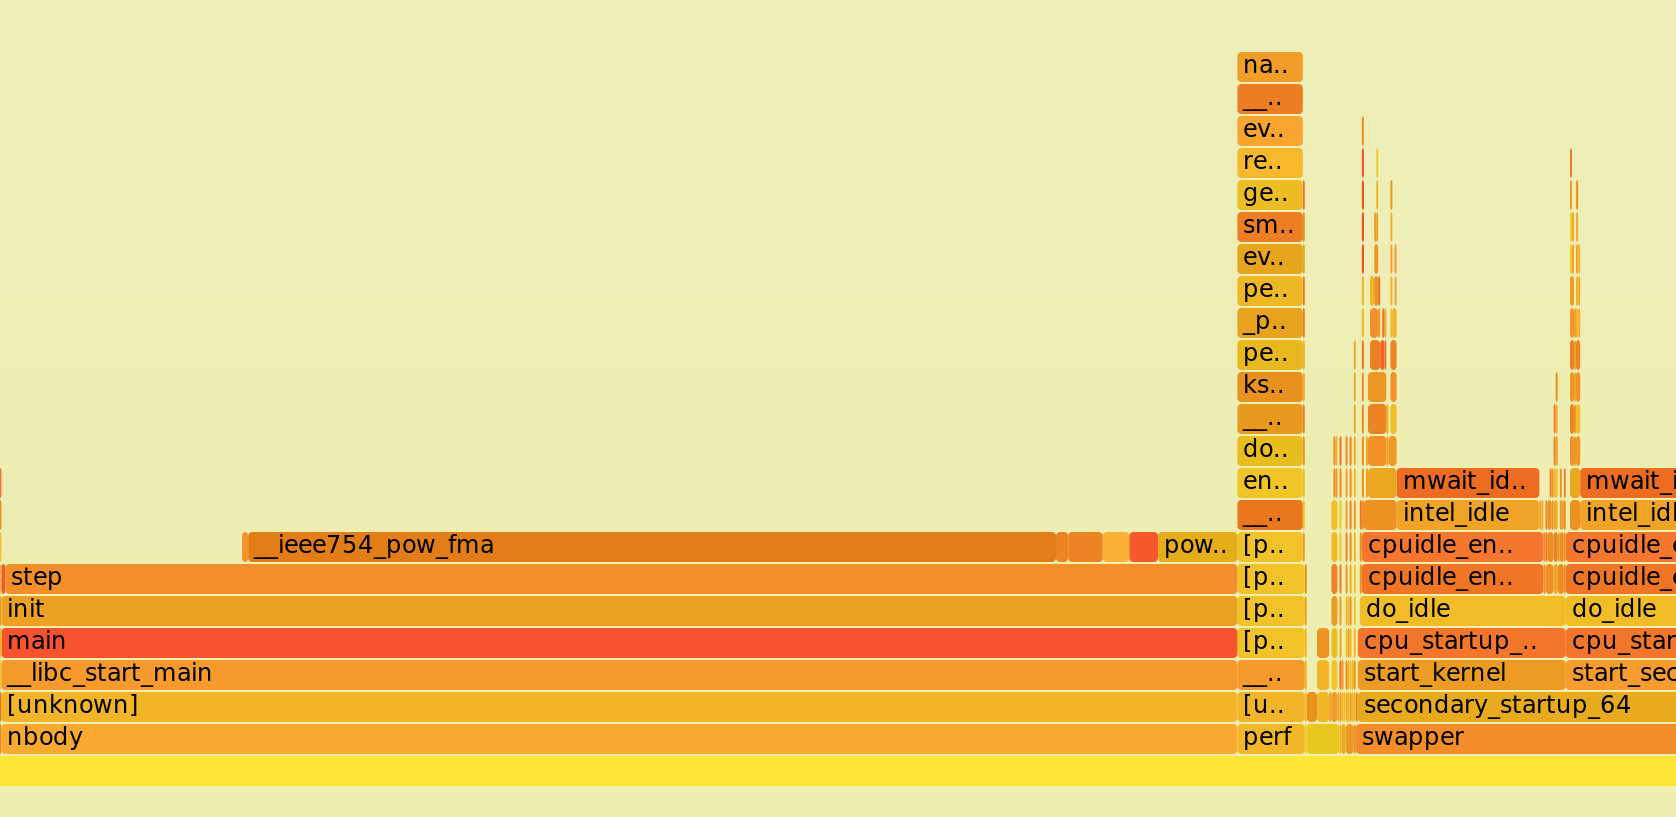 na..
__..
ev..
re..
ge..
sm..
ev..
pe..
_p..
pe..
ks..
__..
do..
en.. mwait_id.. mwait_i
__.. intel_idle intel_idl
__ieee754_pow_fma pow.. [p.. cpuidle_en.. cpuidle_e
step [p.. cpuidle_en.. cpuidle_e
init [p.. do_idle do_idle
main [p.. cpu_startup_.. cpu_star
__libc_start_main __.. start_kernel start_sec
[unknown] [u.. secondary_startup_64
nbody perf swapper